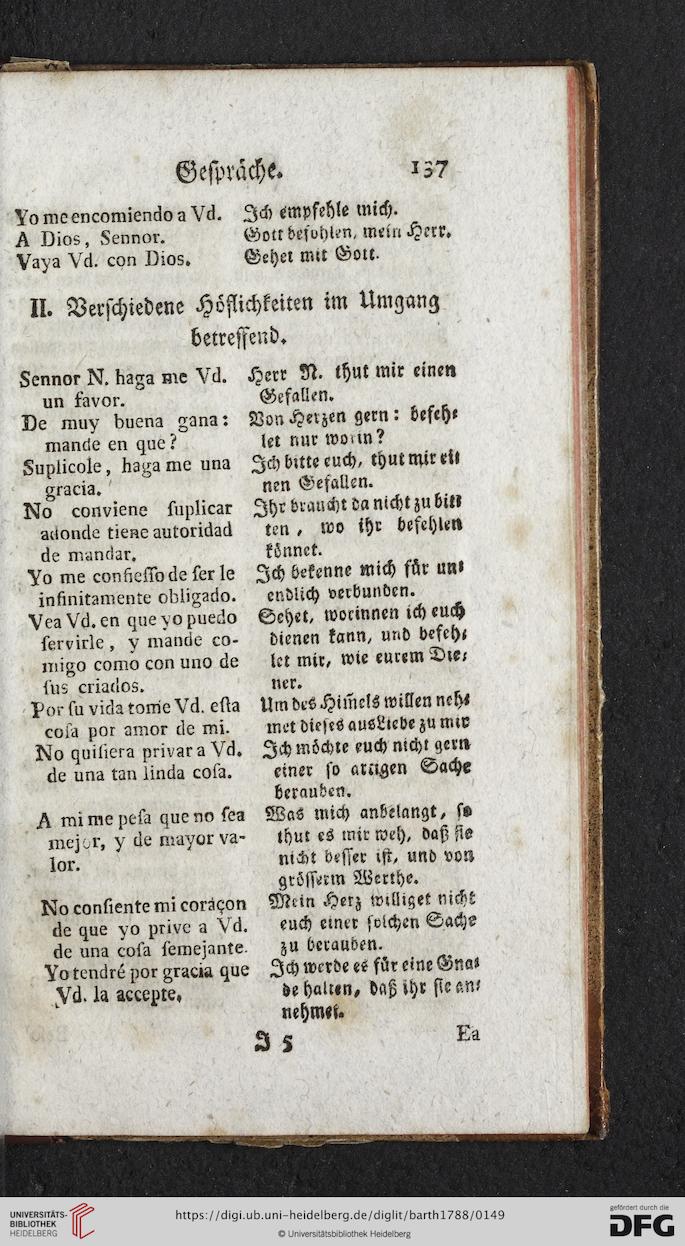 Geſpräche. 137
Yo me encomiendo a Vd. Ich empfehle mich.
A Dios, Sennor. Gott befohlen, mein Herr.
Vaya Vd. con Dios. Gehet mit Gott.
II. Verſchiedene Höflichkeiten im Umgang
betreffend.
Sennor N. haga me Vd.
un favor.
De muy buena gana:
mande en que?
Suplicole, haga me una
gracia.
No conviene ſuplicar
adonde tiene autoridad
de mandar.
Yo me confieſſo de ſer le
infinitamente obligado.
Vea Vd. en que yo puedo
ſervirle, y mande co-
migo como con uno de
ſus criados.
Por ſu vida tome Vd. eſta
coſa por amor de mi.
No quiſiera privar a Vd.
de una tan linda coſa.
A mi me peſa que no ſea
mejor, y de mayor va-
lor.
No conſiente mi coraçon
de que yo prive a Vd.
de una coſa ſemejante.
Yo tendré por gracia que
Vd. la accepte,
Herr N. thut mir einen
Gefallen.
Von Herzen gern: befeh⸗
let nur worin?
Ich bitte euch, thut mir ei⸗
nen Gefallen.
Ihr braucht da nicht zu bit⸗
ten, wo ihr befehlen
könnet.
Ich bekenne mich für un⸗
endlich verbunden.
Sehet, worinnen ich euch
dienen kann, und befeh⸗
let mir, wie eurem Die⸗
ner.
Um des Him̃els willen neh⸗
met dieſes aus Liebe zu mir
Ich möchte euch nicht gern
einer ſo artigen Sache
berauben.
Was mich anbelangt, ſo
thut es mir weh, daß ſie
nicht beſſer iſt, und von
gröſſerm Werthe.
Mein Herz williget nicht
euch einer ſolchen Sache
zu berauben.
Ich werde es für eine Gna⸗
de halten, daß ihr ſie an⸗
nehmet.
J 5 Ea
UNIVERSITÄTS-
BIBLIOTHEK
HEIDELBERG
https://digi.ub.uni-heidelberg.de/diglit/barth1788/0149
© Universitätsbibliothek Heidelberg
gefördert durch die
DFG